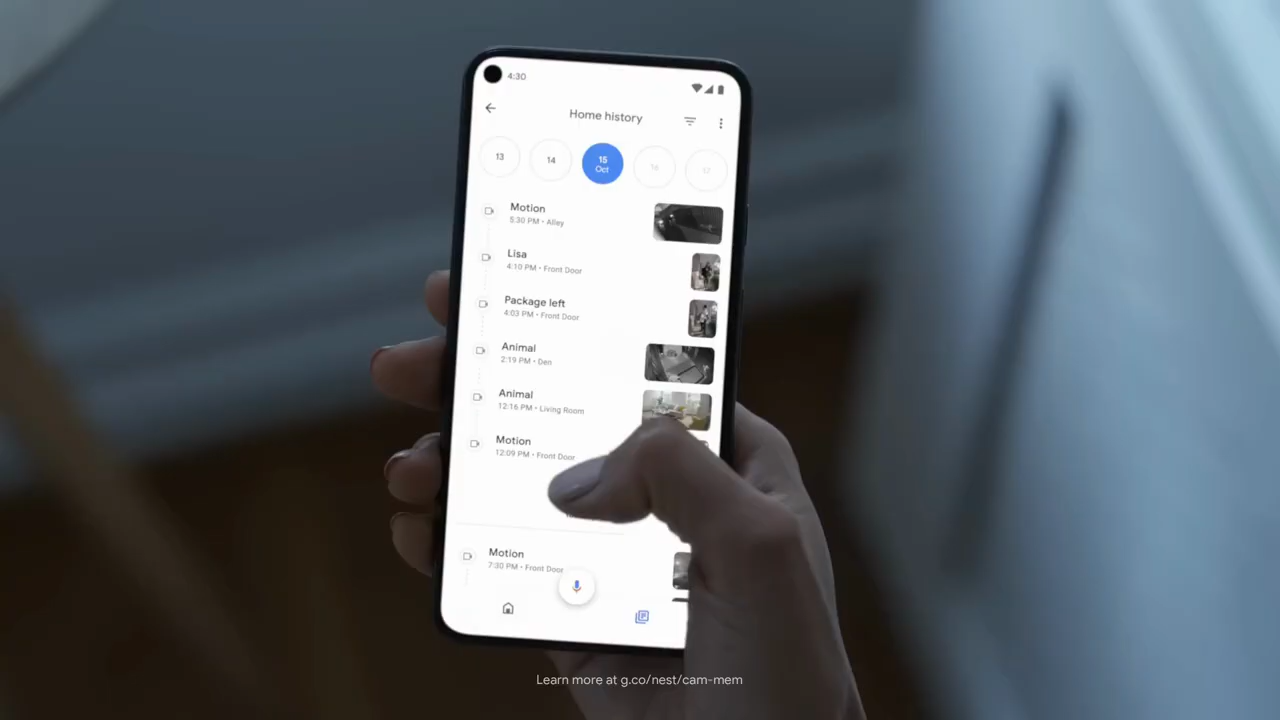 4:30
Home history
13
14
15
Oct
Motion
5:30 PM • Alley
Lisa
4:10 PM • Front Door
Package left
4:03 PM • Front Door
Animal
2:19 PM • Den
Animal
12:16 PM • Living Room
Motion
12:09 PM • Front Door
Motion
7:30 PM • Front Door
Learn more at g.co/nest/cam-mem